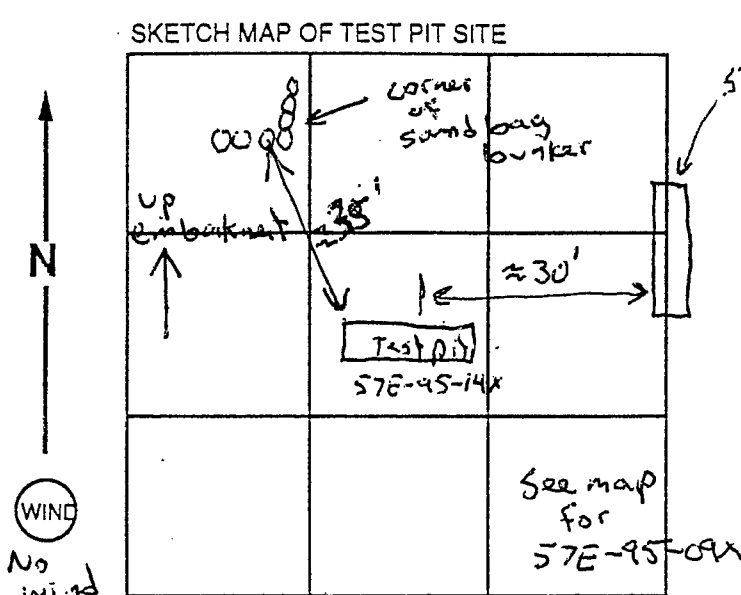 SKETCH MAP OF TEST PIT SITE
corner
of
sand bag
bunker
up
embankment
≈35'
N
≈30'
Test pit
57E-95-14X
WIND
No
wind
See map
for
57E-95-09X